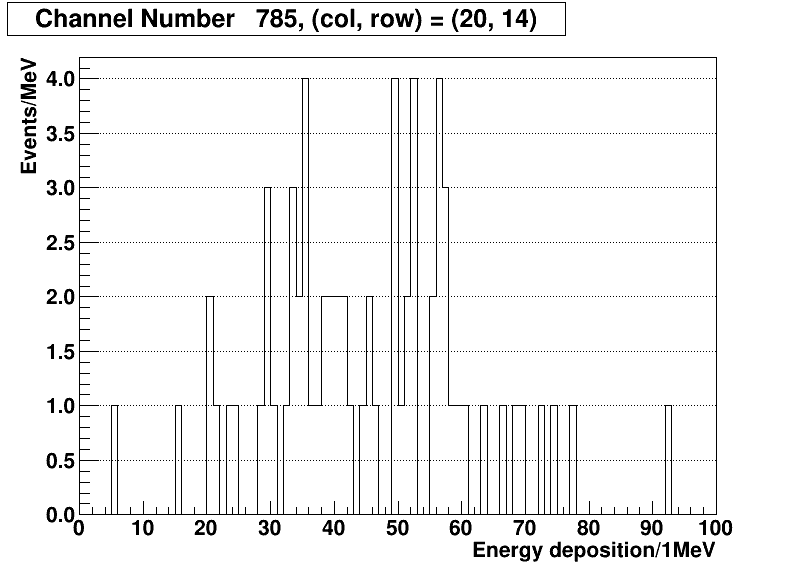 Channel Number 785, (col, row) = (20, 14)
Events/MeV
4.0
3.5
3.0
2.5
2.0
1.5
1.0
0.5
0.0
0 10 20 30 40 50 60 70 80 90 100
Energy deposition/1MeV